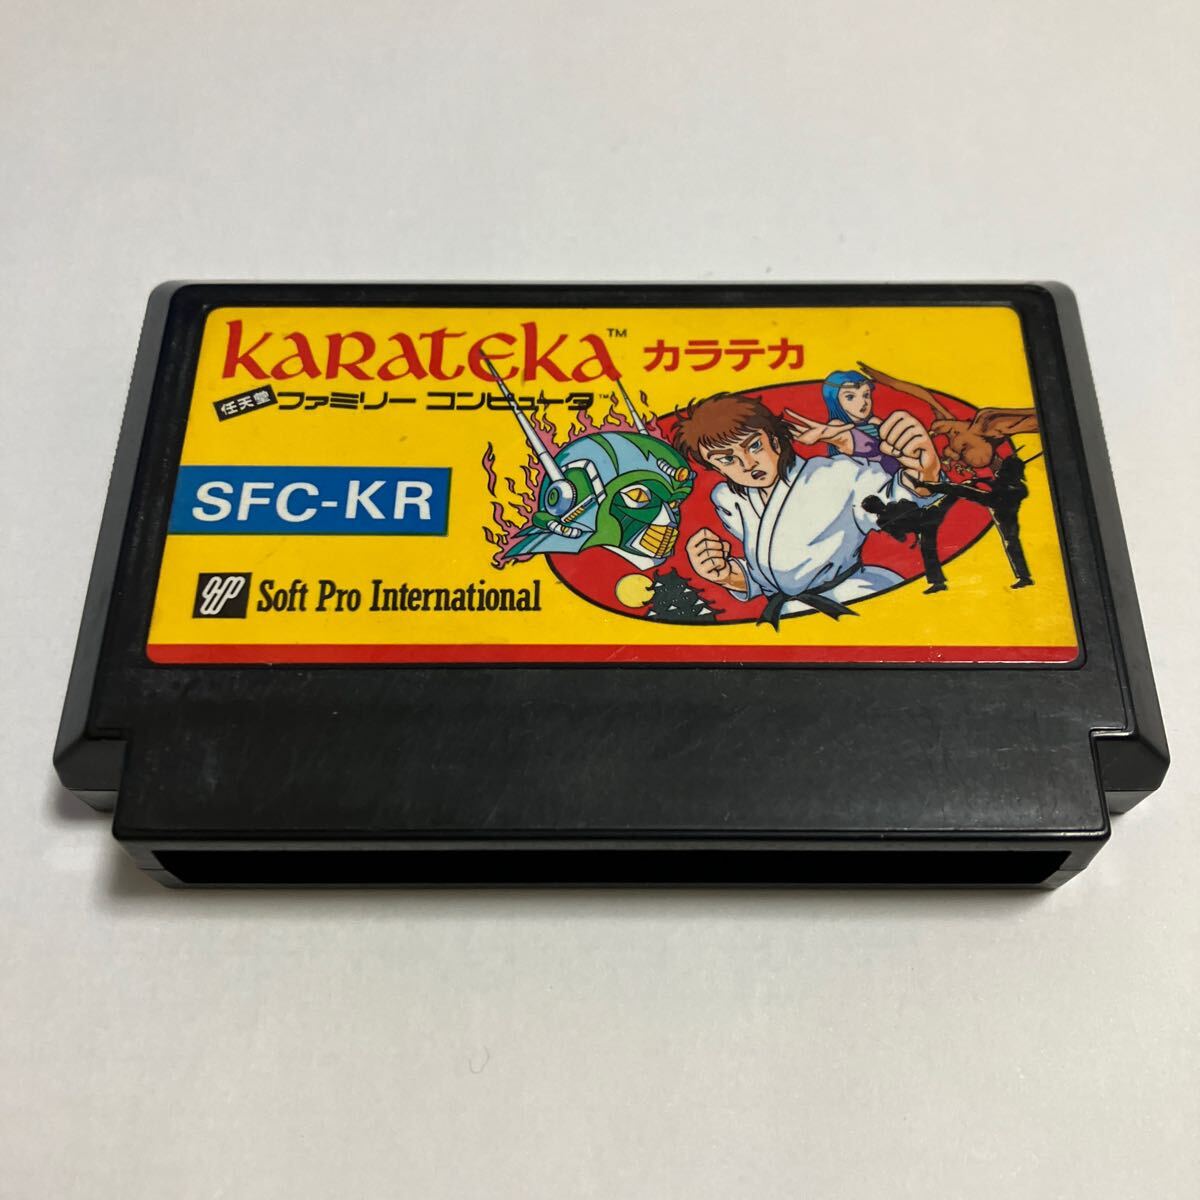 KARATEKA™ カラテカ
任天堂 ファミリー コンピュータ™
SFC-KR
Soft Pro International